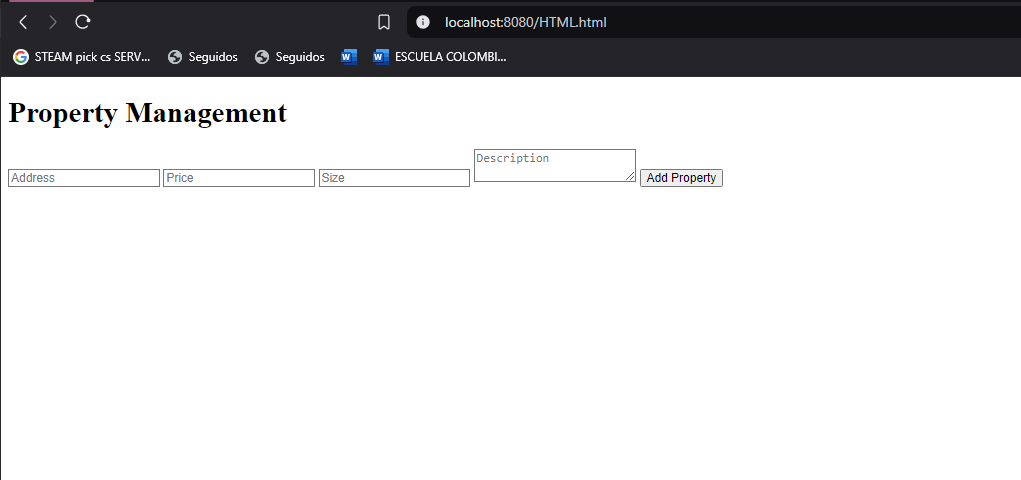 localhost:8080/HTML.html
STEAM pick cs SERV... Seguidos Seguidos ESCUELA COLOMBI...
Property Management
Address Price Size Description Add Property